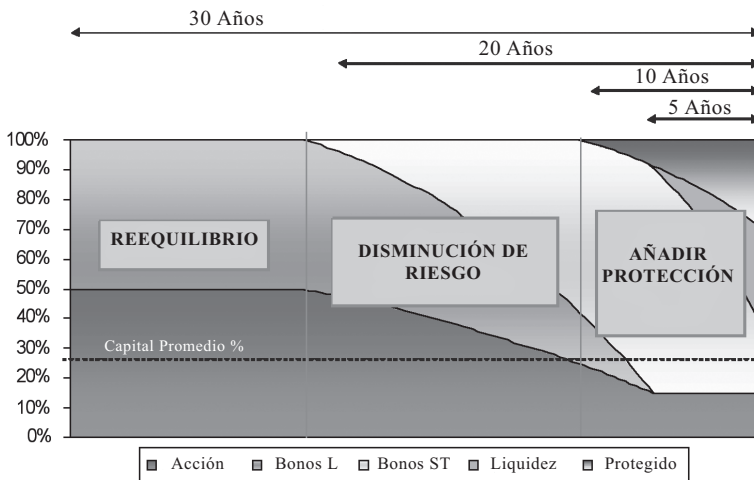 30 Años
20 Años
10 Años
5 Años
100%
90%
80%
70%
60%
50%
40%
30%
20%
10%
0%
REEQUILIBRIO
DISMINUCIÓN DE
RIESGO
AÑADIR
PROTECCIÓN
Capital Promedio %
Acción Bonos L Bonos ST Liquidez Protegido